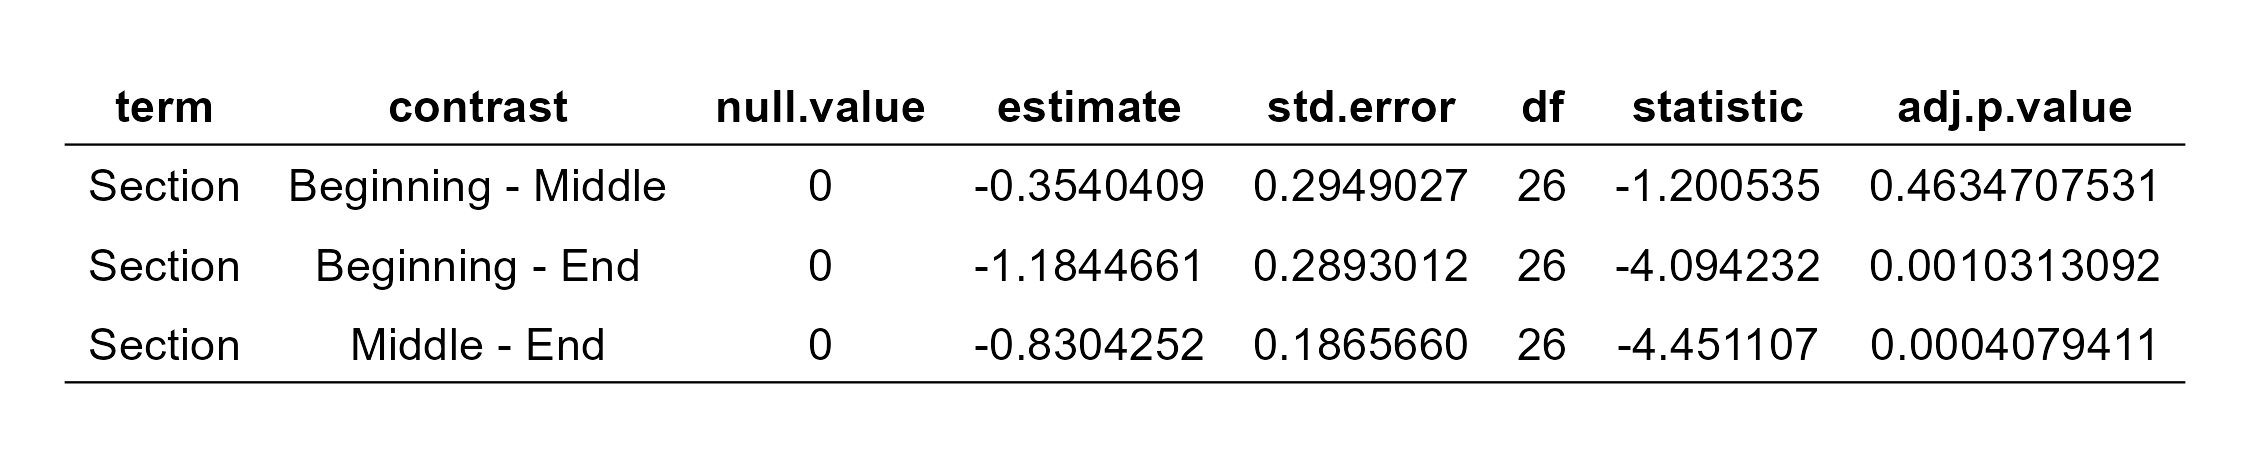 term contrast null.value estimate std.error df statistic adj.p.value
Section Beginning - Middle 0 -0.3540409 0.2949027 26 -1.200535 0.4634707531
Section Beginning - End 0 -1.1844661 0.2893012 26 -4.094232 0.0010313092
Section Middle - End 0 -0.8304252 0.1865660 26 -4.451107 0.0004079411